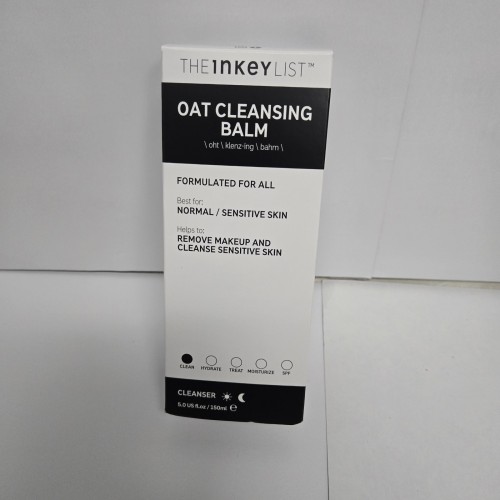 THE INKEY LIST™
OAT CLEANSING
BALM
\ oht \ klenz-ing \ bahm \
FORMULATED FOR ALL
Best for:
NORMAL / SENSITIVE SKIN
Helps to:
REMOVE MAKEUP AND
CLEANSE SENSITIVE SKIN
CLEAN HYDRATE TREAT MOISTURIZE SPF
CLEANSER
5.0 US fl.oz / 150ml ℮